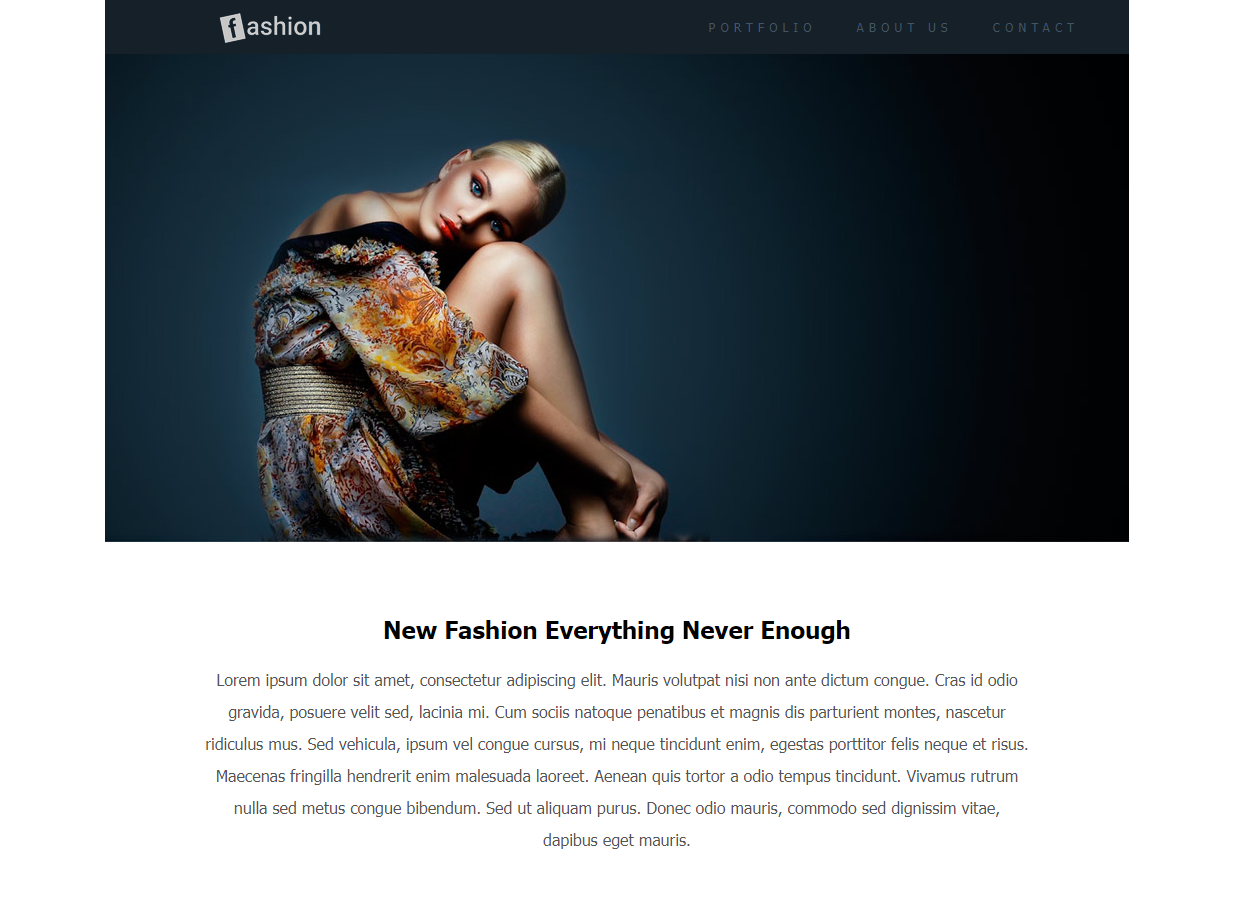 fashion
PORTFOLIO ABOUT US CONTACT
New Fashion Everything Never Enough
Lorem ipsum dolor sit amet, consectetur adipiscing elit. Mauris volutpat nisi non ante dictum congue. Cras id odio
gravida, posuere velit sed, lacinia mi. Cum sociis natoque penatibus et magnis dis parturient montes, nascetur
ridiculus mus. Sed vehicula, ipsum vel congue cursus, mi neque tincidunt enim, egestas porttitor felis neque et risus.
Maecenas fringilla hendrerit enim malesuada laoreet. Aenean quis tortor a odio tempus tincidunt. Vivamus rutrum
nulla sed metus congue bibendum. Sed ut aliquam purus. Donec odio mauris, commodo sed dignissim vitae,
dapibus eget mauris.